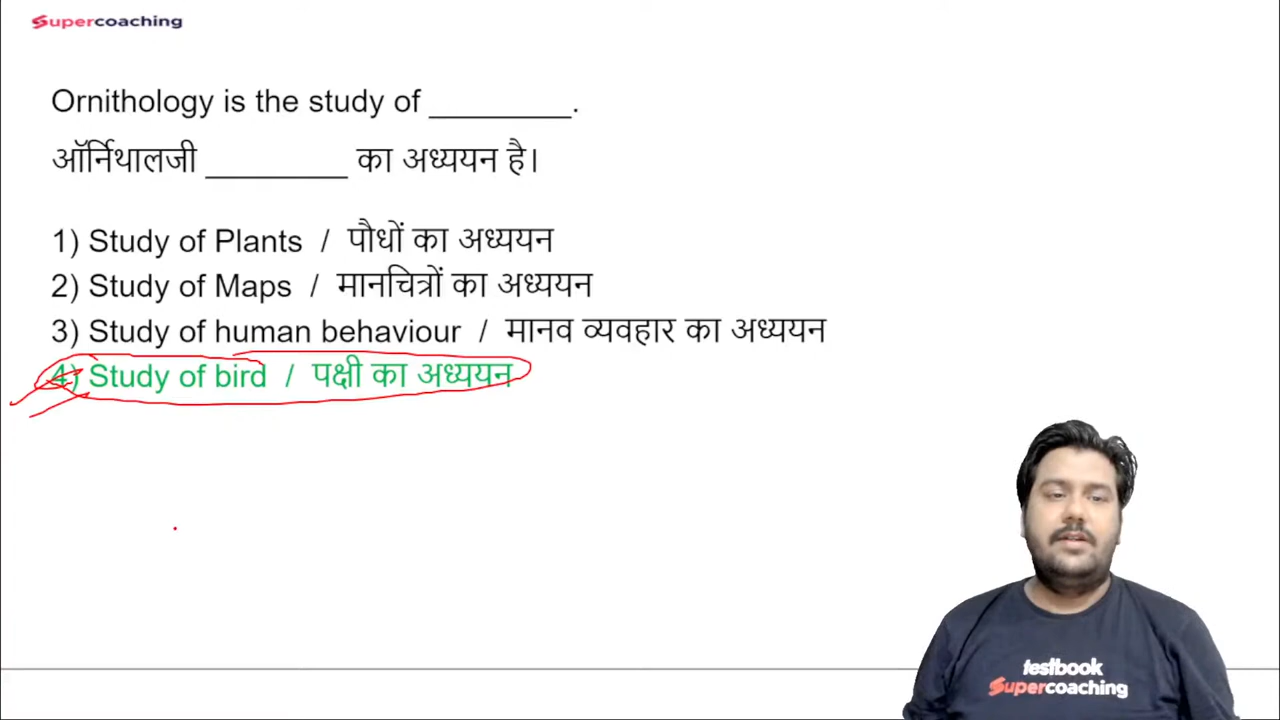 Supercoaching
Ornithology is the study of ________.
ऑर्निथालजी ________ का अध्ययन है।
1) Study of Plants / पौधों का अध्ययन
2) Study of Maps / मानचित्रों का अध्ययन
3) Study of human behaviour / मानव व्यवहार का अध्ययन
4) Study of bird / पक्षी का अध्ययन
testbook
Supercoaching